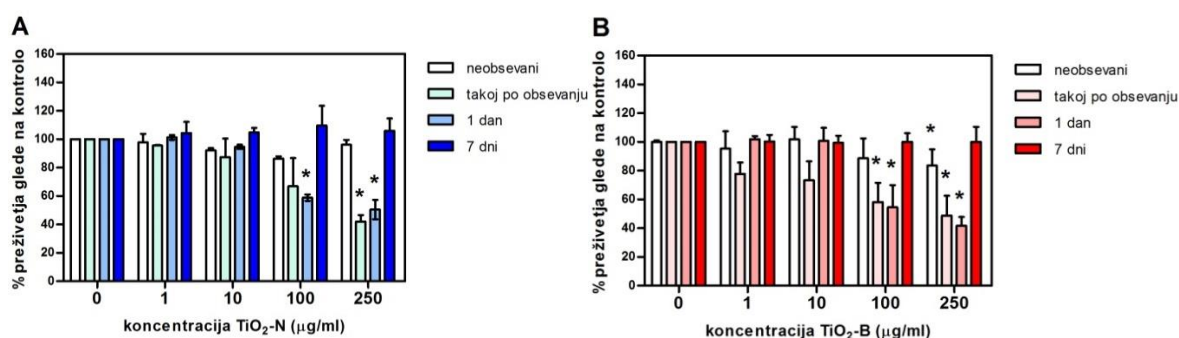 A
% preživetja glede na kontrolo
160
140
120
100
80
60
40
20
0
*
*
*
0 1 10 100 250
koncentracija TiO₂-N (µg/ml)
neobsevani
takoj po obsevanju
1 dan
7 dni
B
% preživetja glede na kontrolo
160
140
120
100
80
60
40
20
0
* *
*
*
*
0 1 10 100 250
koncentracija TiO₂-B (µg/ml)
neobsevani
takoj po obsevanju
1 dan
7 dni